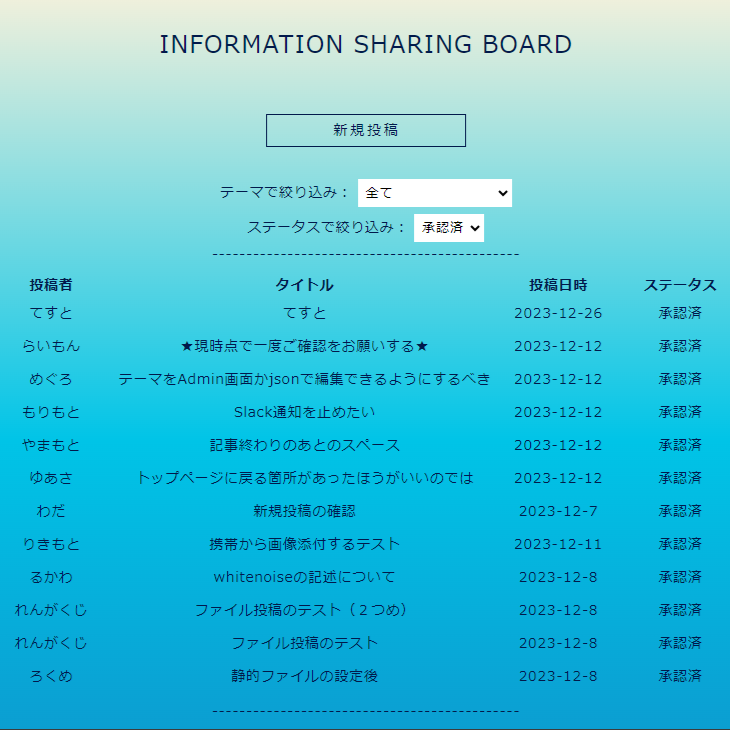 INFORMATION SHARING BOARD
新規投稿
テーマで絞り込み： 全て
ステータスで絞り込み： 承認済
---------------------------------------------
投稿者 タイトル 投稿日時 ステータス
てすと てすと 2023-12-26 承認済
らいもん ★現時点で一度ご確認をお願いする★ 2023-12-12 承認済
めぐろ テーマをAdmin画面かjsonで編集できるようにするべき 2023-12-12 承認済
もりもと Slack通知を止めたい 2023-12-12 承認済
やまもと 記事終わりのあとのスペース 2023-12-12 承認済
ゆあさ トップページに戻る箇所があったほうがいいのでは 2023-12-12 承認済
わだ 新規投稿の確認 2023-12-7 承認済
りきもと 携帯から画像添付するテスト 2023-12-11 承認済
るかわ whitenoiseの記述について 2023-12-8 承認済
れんがくじ ファイル投稿のテスト（２つめ） 2023-12-8 承認済
れんがくじ ファイル投稿のテスト 2023-12-8 承認済
ろくめ 静的ファイルの設定後 2023-12-8 承認済
---------------------------------------------